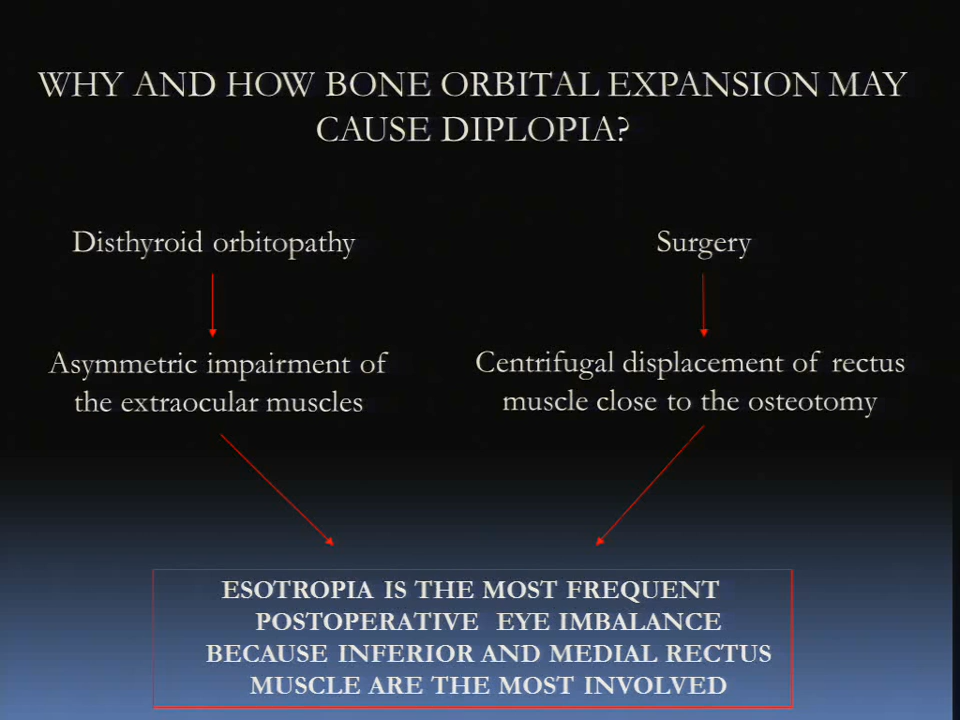 WHY AND HOW BONE ORBITAL EXPANSION MAY
CAUSE DIPLOPIA?
Disthyroid orbitopathy
Surgery
Asymmetric impairment of
the extraocular muscles
Centrifugal displacement of rectus
muscle close to the osteotomy
ESOTROPIA IS THE MOST FREQUENT
POSTOPERATIVE EYE IMBALANCE
BECAUSE INFERIOR AND MEDIAL RECTUS
MUSCLE ARE THE MOST INVOLVED